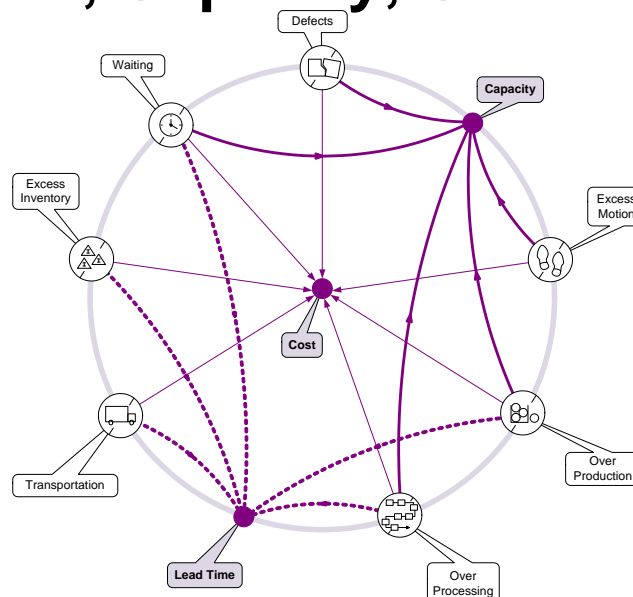 Defects
Waiting
Capacity
Excess
Inventory
Excess
Motion
Cost
Transportation
Over
Production
Lead Time
Over
Processing